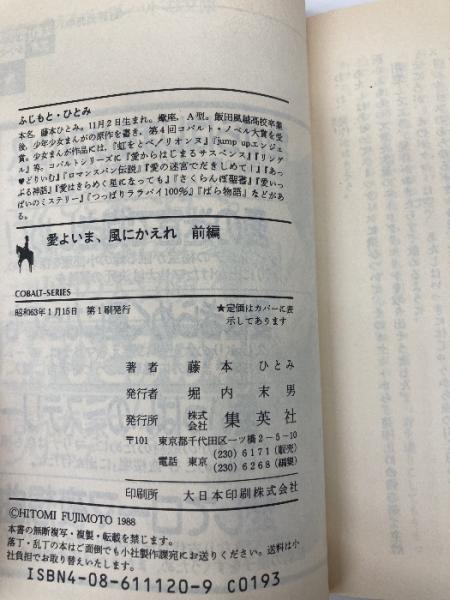 ふじもと・ひとみ
本名、藤本ひとみ。11月2日生まれ。蠍座、A型。飯田風越高校卒業
後、少年少女まんがの原作を書き、第4回コバルト・ノベル大賞を受
賞。少女まんが作品には、『虹をとべ!リオンヌ』『jump upエンジェ
ル』等、コバルトシリーズに『愛からはじまるサスペンス』『リンゲ
ル』『ロマンスパン伝説』『愛の迷宮でだきしめて!』『あっ
♥どりいむ』『愛はきらめく星になっても』『さくらんぼ聖書』『愛いっ
ぱいのミステリー』『つっぱりララバイ100%』『ばら物語』などがあ
る。
愛よいま、風にかえれ 前編
COBALT-SERIES
昭和63年1月15日 第1刷発行
★定価はカバーに表
示してあります
著者 藤本ひとみ
発行者 堀内末男
発行所 株式会社 集英社
〒101 東京都千代田区一ツ橋2-5-10
電話 東京 (230)6171(販売)
(230)6268(編集)
印刷所 大日本印刷株式会社
©HITOMI FUJIMOTO 1988
本書の無断複写・複製・転載を禁じます。
落丁・乱丁の本はご面倒でも小社製作課宛にお送りください。送料は小
社負担でお取り替えいたします。
ISBN4-08-611120-9 C0193